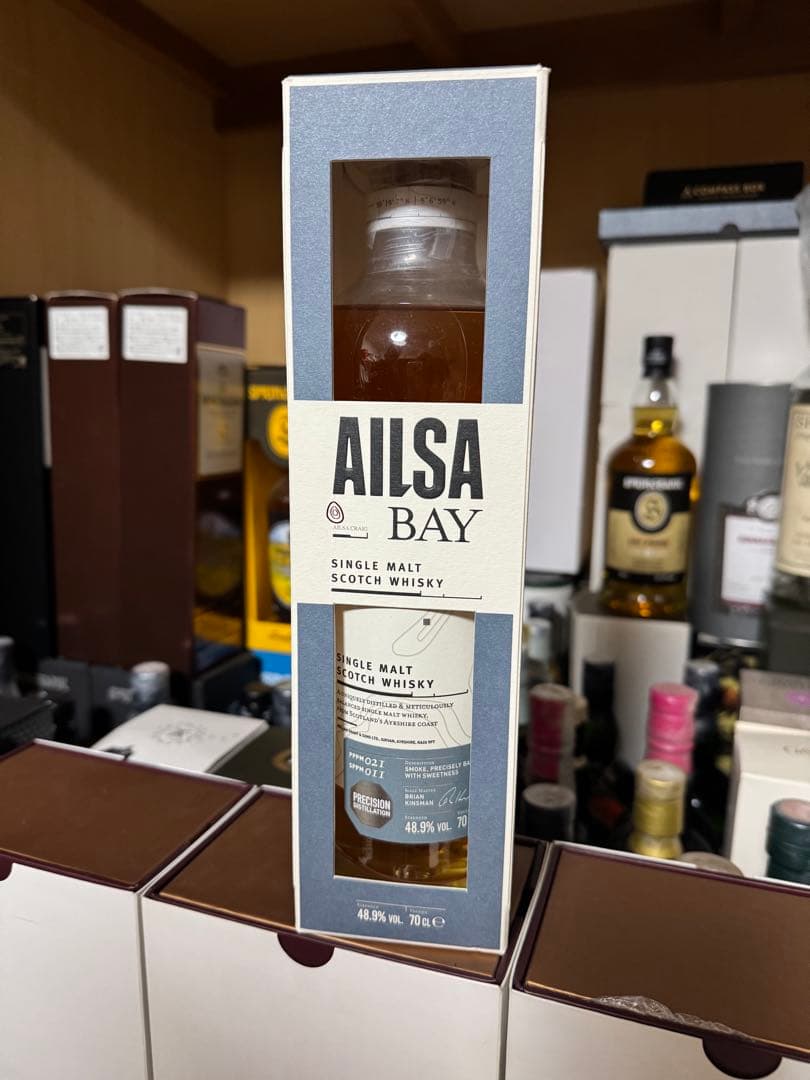 COMPASS BOX
AILSA
BAY
AILSA CRAIG
SINGLE MALT
SCOTCH WHISKY
SINGLE MALT
SCOTCH WHISKY
A UNIQUELY DISTILLED & METICULOUSLY
BALANCED SINGLE MALT WHISKY,
FROM SCOTLAND'S AYRSHIRE COAST
PPPM 021
SPPM 011
SMOKE, PRECISELY BA
WITH SWEETNESS
BRIAN
KINSMAN
PRECISION
DISTILLATION
48.9% VOL. 70
48.9% VOL. 70 CL e
SPRINGBANK